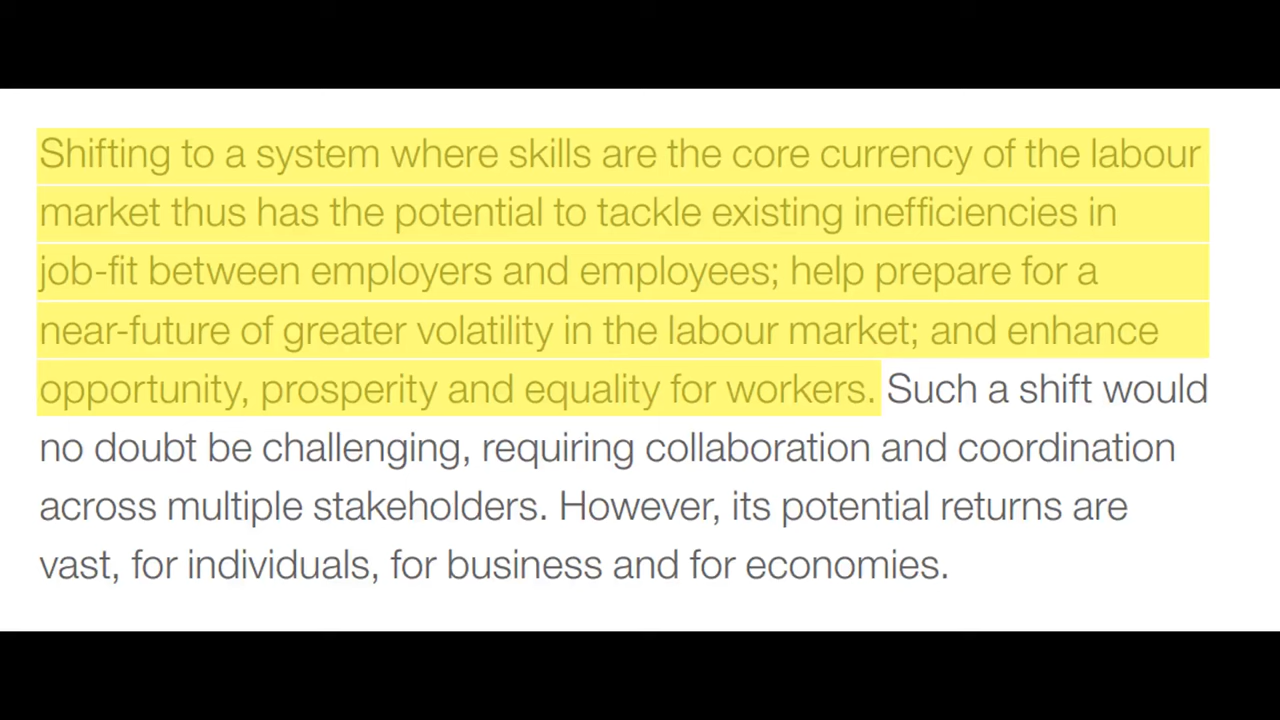 Shifting to a system where skills are the core currency of the labour
market thus has the potential to tackle existing inefficiencies in
job-fit between employers and employees; help prepare for a
near-future of greater volatility in the labour market; and enhance
opportunity, prosperity and equality for workers. Such a shift would
no doubt be challenging, requiring collaboration and coordination
across multiple stakeholders. However, its potential returns are
vast, for individuals, for business and for economies.